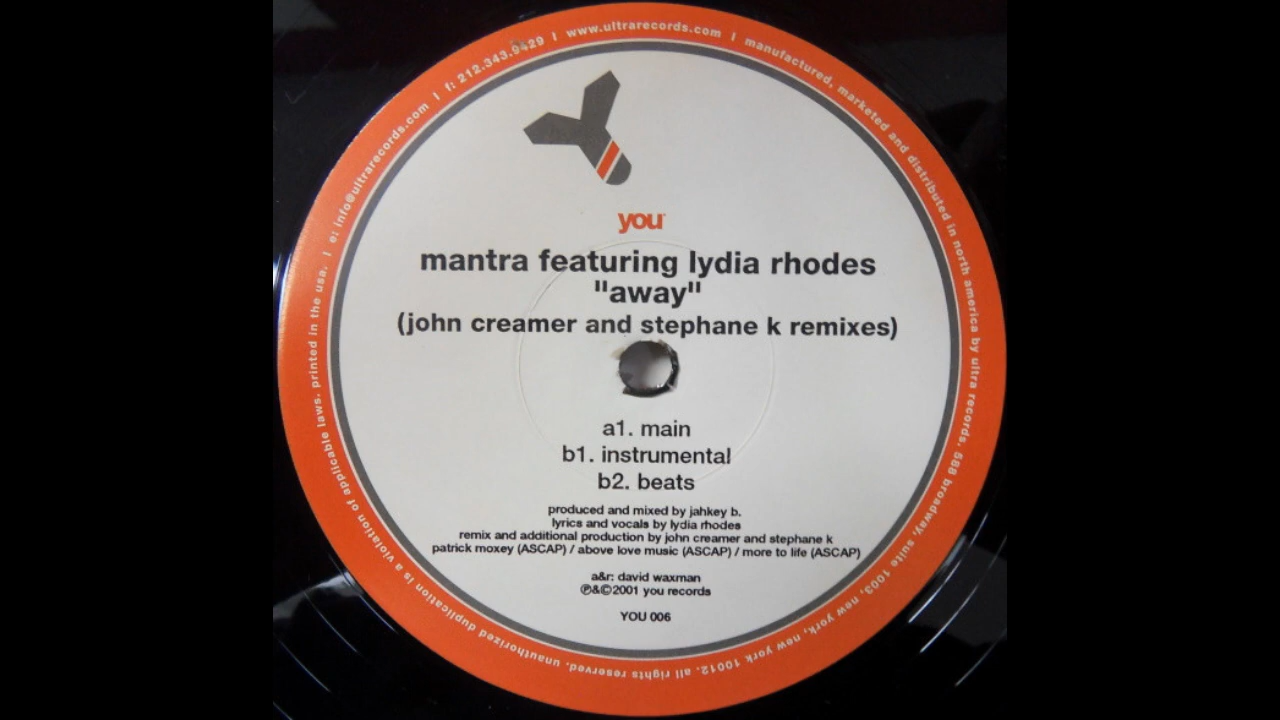 you
mantra featuring lydia rhodes
"away"
(john creamer and stephane k remixes)
a1. main
b1. instrumental
b2. beats
produced and mixed by jahkey b.
lyrics and vocals by lydia rhodes
remix and additional production by john creamer and stephane k
patrick moxey (ASCAP) / above love music (ASCAP) / more to life (ASCAP)
a&r: david waxman
℗&©2001 you records
YOU 006
e: info@ultrarecords.com | f: 212.343.9429 | www.ultrarecords.com | manufactured, marketed and distributed in north america by ultra records, 588 broadway, suite 1003, new york, new york 10012. all rights reserved. unauthorized duplication is a violation of applicable laws. printed in the usa. |